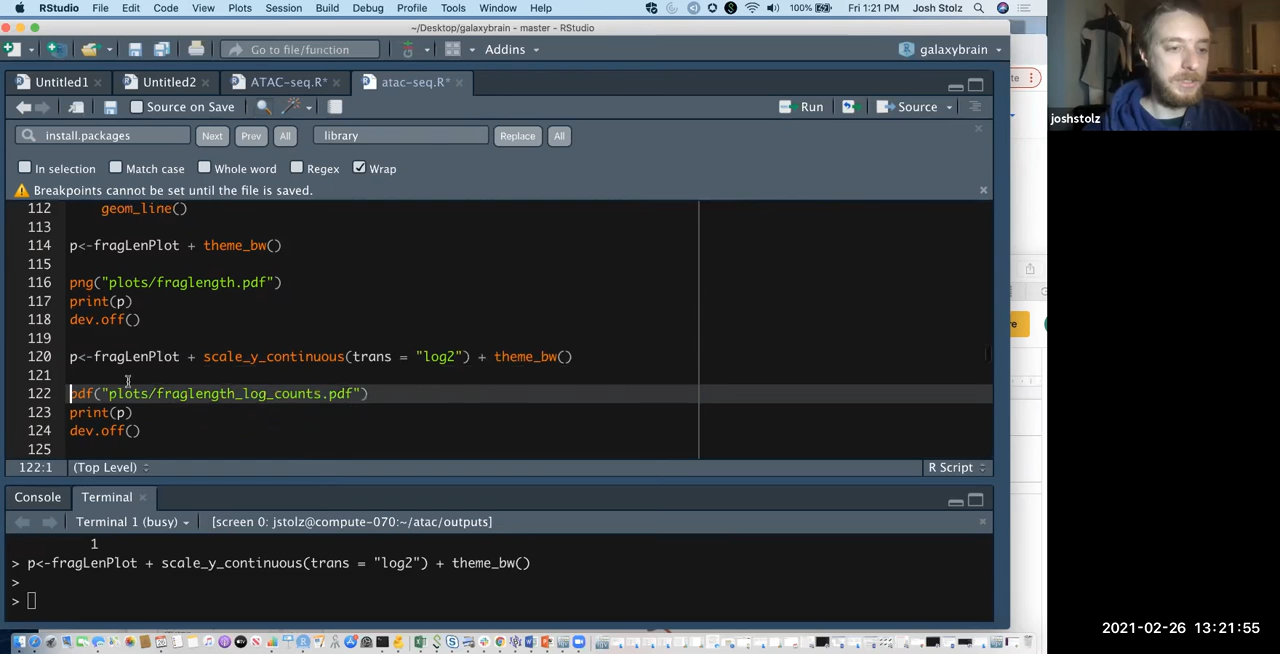 RStudio File Edit Code View Plots Session Build Debug Profile Tools Window Help 100% Fri 1:21 PM Josh Stolz
~/Desktop/galaxybrain - master - RStudio
Go to file/function Addins galaxybrain
Untitled1 Untitled2 ATAC-seq.R* atac-seq.R*
Source on Save Run Source
install.packages Next Prev All library Replace All
In selection Match case Whole word Regex Wrap
Breakpoints cannot be set until the file is saved.
112 geom_line()
113
114 p<-fragLenPlot + theme_bw()
115
116 png("plots/fraglength.pdf")
117 print(p)
118 dev.off()
119
120 p<-fragLenPlot + scale_y_continuous(trans = "log2") + theme_bw()
121
122 pdf("plots/fraglength_log_counts.pdf")
123 print(p)
124 dev.off()
125
122:1 (Top Level) R Script
Console Terminal
Terminal 1 (busy) [screen 0: jstolz@compute-070:~/atac/outputs]
1
> p<-fragLenPlot + scale_y_continuous(trans = "log2") + theme_bw()
>
>
joshstolz
2021-02-26 13:21:55